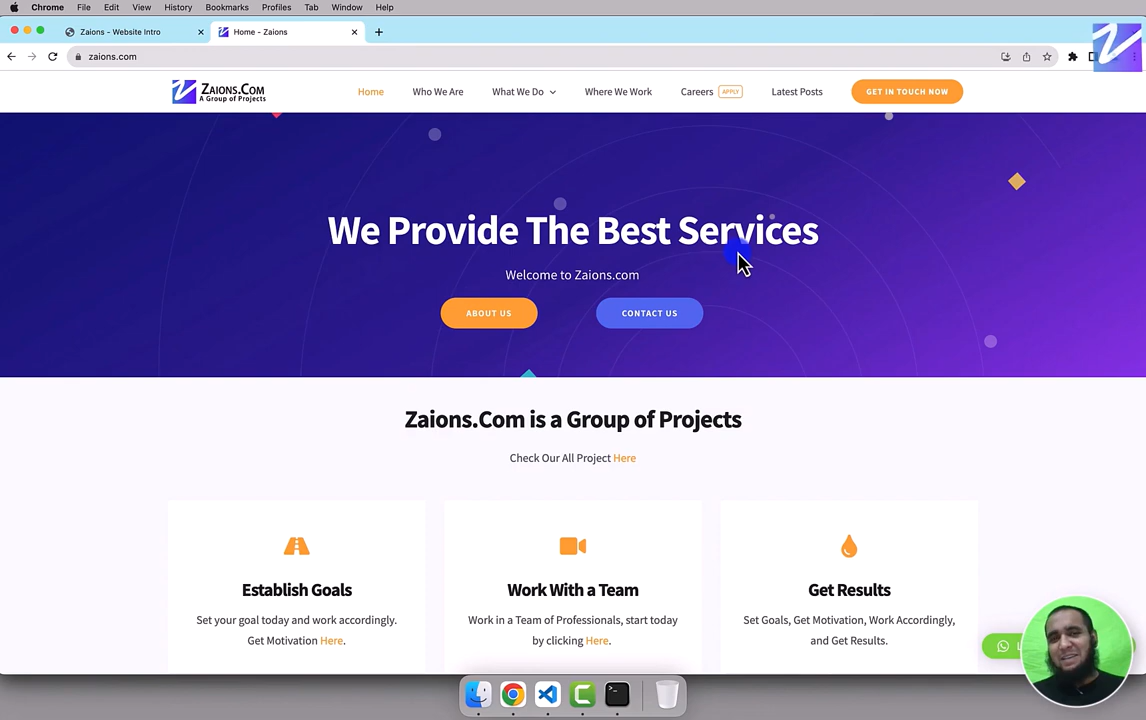 Chrome File Edit View History Bookmarks Profiles Tab Window Help
Zaions - Website Intro
Home - Zaions
zaions.com
ZAIONS.COM
A Group of Projects
Home Who We Are What We Do Where We Work Careers APPLY Latest Posts GET IN TOUCH NOW
We Provide The Best Services
Welcome to Zaions.com
ABOUT US CONTACT US
Zaions.Com is a Group of Projects
Check Our All Project Here
Establish Goals
Set your goal today and work accordingly.
Get Motivation Here.
Work With a Team
Work in a Team of Professionals, start today
by clicking Here.
Get Results
Set Goals, Get Motivation, Work Accordingly,
and Get Results.